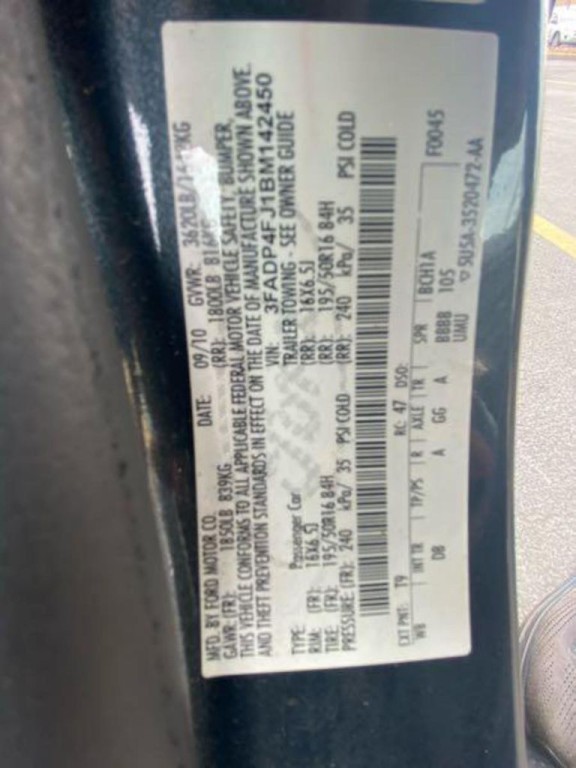 MFD. BY FORD MOTOR CO. DATE: 09/10 GVWR: 3620LB/
GAWR: (FR): 1850LB 839KG (RR): 1800LB
THIS VEHICLE CONFORMS TO ALL APPLICABLE FEDERAL MOTOR VEHICLE SAFETY, BUMPER,
AND THEFT PREVENTION STANDARDS IN EFFECT ON THE DATE OF MANUFACTURE SHOWN ABOVE.
VIN: 3FADP4FJ1BM142450
TYPE: Passenger Car TRAILER TOWING - SEE OWNER GUIDE
RIM: (FR): 16X6.5J (RR): 16X6.5J
TIRE: (FR): 195/50R16 84H (RR): 195/50R16 84H
PRESSURE: (FR): 240 kPa/ 35 PSI COLD (RR): 240 kPa/ 35 PSI COLD
EXT PNT: T9 RC: 47 DSO: F0045
WB INT TR TP/PS R AXLE TR SPR BCH1A
DB A GG A BBBB 105
UMU ▽ 5U5A-3520472-AA